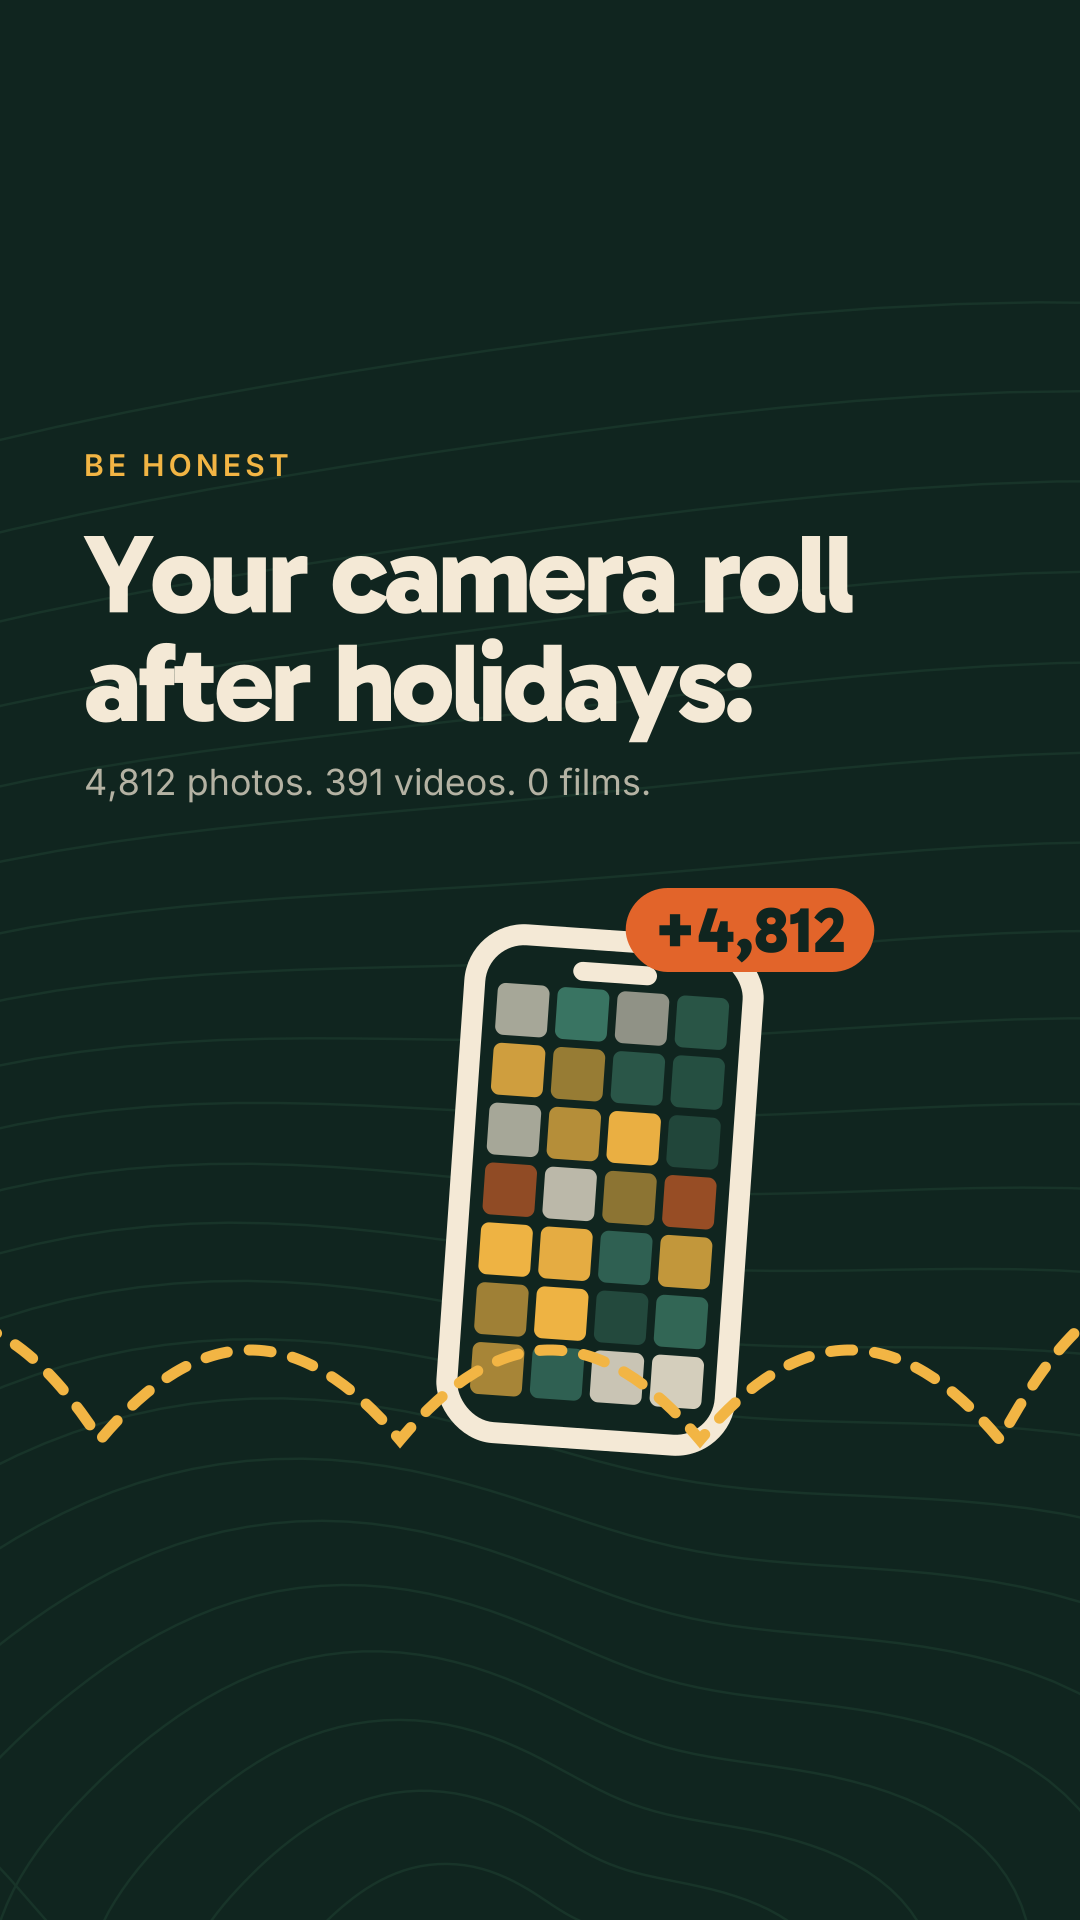 BE HONEST
Your camera roll
after holidays:
4,812 photos. 391 videos. 0 films.
+4,812